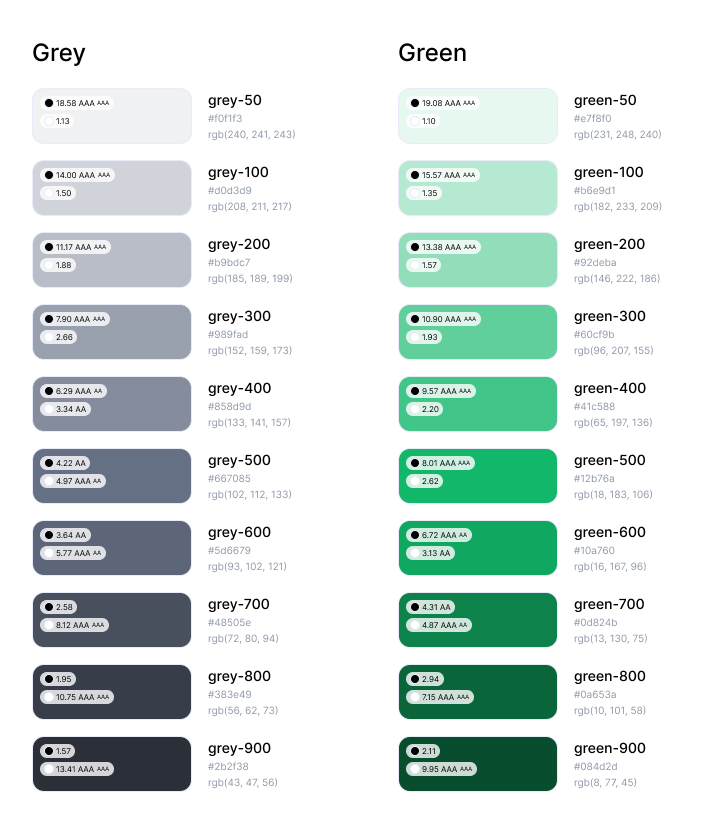 Grey
18.58 AAA AAA
1.13
grey-50
#f0f1f3
rgb(240, 241, 243)
14.00 AAA AAA
1.50
grey-100
#d0d3d9
rgb(208, 211, 217)
11.17 AAA AAA
1.88
grey-200
#b9bdc7
rgb(185, 189, 199)
7.90 AAA AAA
2.66
grey-300
#989fad
rgb(152, 159, 173)
6.29 AAA AA
3.34 AA
grey-400
#858d9d
rgb(133, 141, 157)
4.22 AA
4.97 AAA AA
grey-500
#667085
rgb(102, 112, 133)
3.64 AA
5.77 AAA AA
grey-600
#5d6679
rgb(93, 102, 121)
2.58
8.12 AAA AAA
grey-700
#48505e
rgb(72, 80, 94)
1.95
10.75 AAA AAA
grey-800
#383e49
rgb(56, 62, 73)
1.57
13.41 AAA AAA
grey-900
#2b2f38
rgb(43, 47, 56)
Green
19.08 AAA AAA
1.10
green-50
#e7f8f0
rgb(231, 248, 240)
15.57 AAA AAA
1.35
green-100
#b6e9d1
rgb(182, 233, 209)
13.38 AAA AAA
1.57
green-200
#92deba
rgb(146, 222, 186)
10.90 AAA AAA
1.93
green-300
#60cf9b
rgb(96, 207, 155)
9.57 AAA AAA
2.20
green-400
#41c588
rgb(65, 197, 136)
8.01 AAA AAA
2.62
green-500
#12b76a
rgb(18, 183, 106)
6.72 AAA AA
3.13 AA
green-600
#10a760
rgb(16, 167, 96)
4.31 AA
4.87 AAA AA
green-700
#0d824b
rgb(13, 130, 75)
2.94
7.15 AAA AAA
green-800
#0a653a
rgb(10, 101, 58)
2.11
9.95 AAA AAA
green-900
#084d2d
rgb(8, 77, 45)